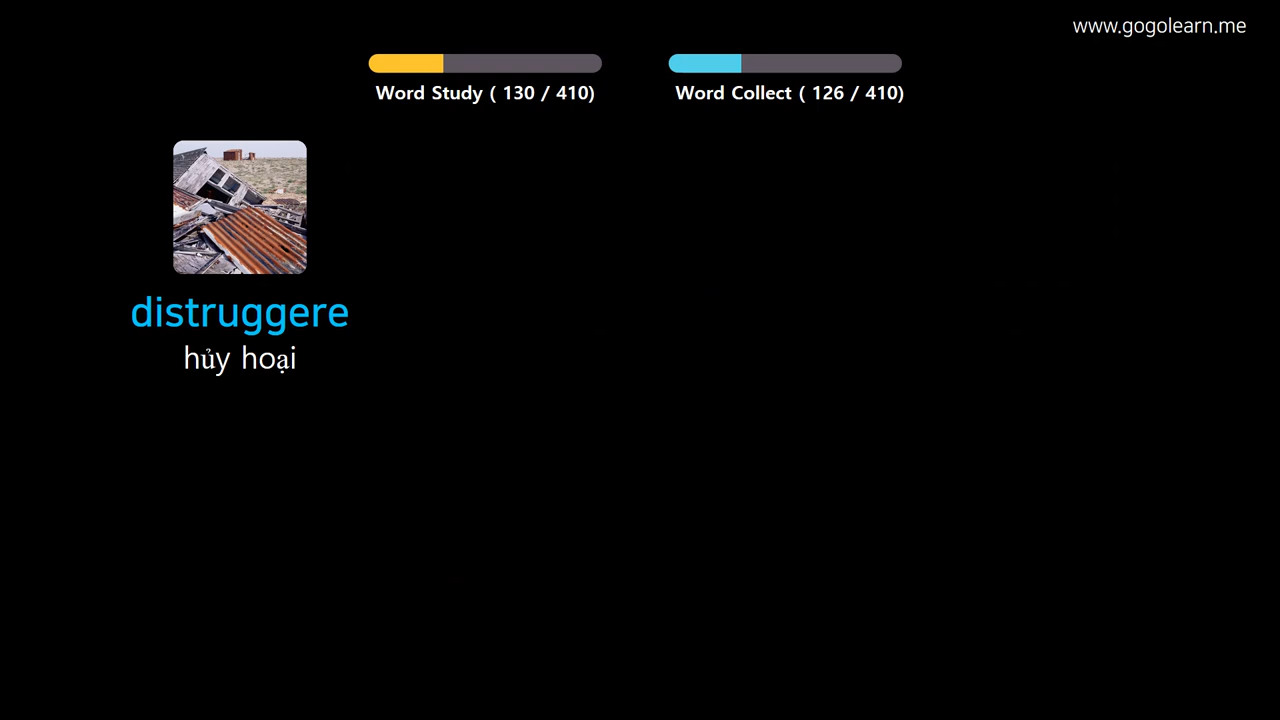 www.gogolearn.me
Word Study ( 130 / 410)
Word Collect ( 126 / 410)
distruggere
hủy hoại